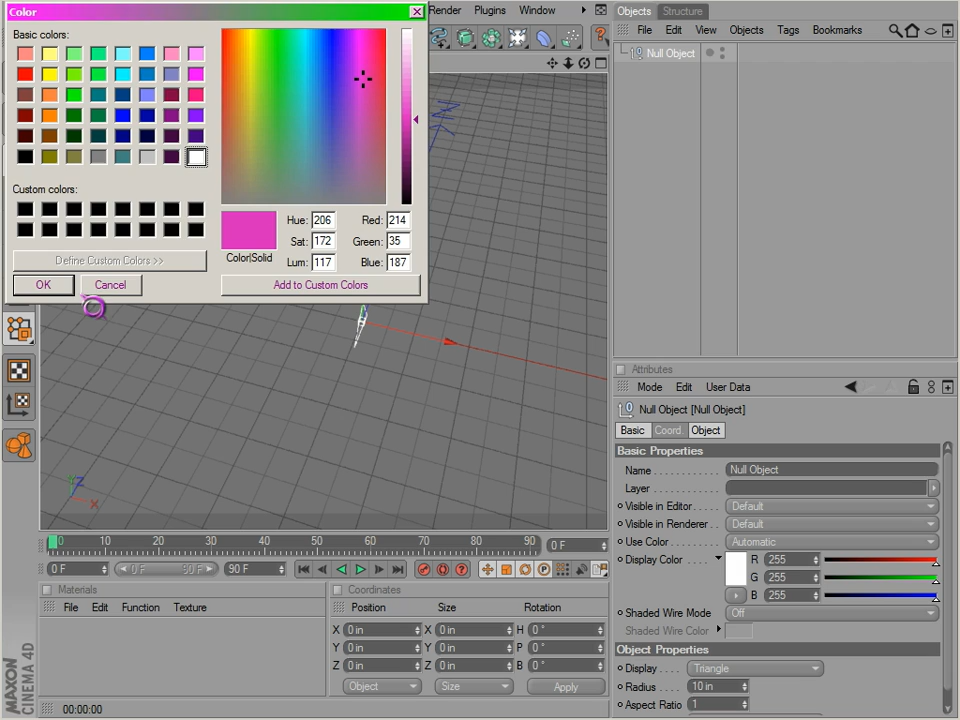 Color
Basic colors:
Custom colors:
Define Custom Colors >>
OK
Cancel
Color|Solid
Hue: 206
Sat: 172
Lum: 117
Red: 214
Green: 35
Blue: 187
Add to Custom Colors
Render
Plugins
Window
Objects
Structure
File
Edit
View
Objects
Tags
Bookmarks
Null Object
Attributes
Mode
Edit
User Data
Null Object [Null Object]
Basic
Coord.
Object
Basic Properties
Name . . . . . . . . . . . Null Object
Layer . . . . . . . . . . .
Visible in Editor . . . . Default
Visible in Renderer . . Default
Use Color . . . . . . . . Automatic
Display Color . . . . R 255
G 255
B 255
Shaded Wire Mode Off
Shaded Wire Color
Object Properties
Display . . . . Triangle
Radius . . . . 10 in
Aspect Ratio 1
Y Z
X
0 10 20 30 40 50 60 70 80 90
0 F
0 F
0 F
90 F
90 F
P
Materials
File
Edit
Function
Texture
Coordinates
Position
Size
Rotation
X 0 in X 0 in H 0 °
Y 0 in Y 0 in P 0 °
Z 0 in Z 0 in B 0 °
Object
Size
Apply
MAXON
CINEMA 4D
00:00:00